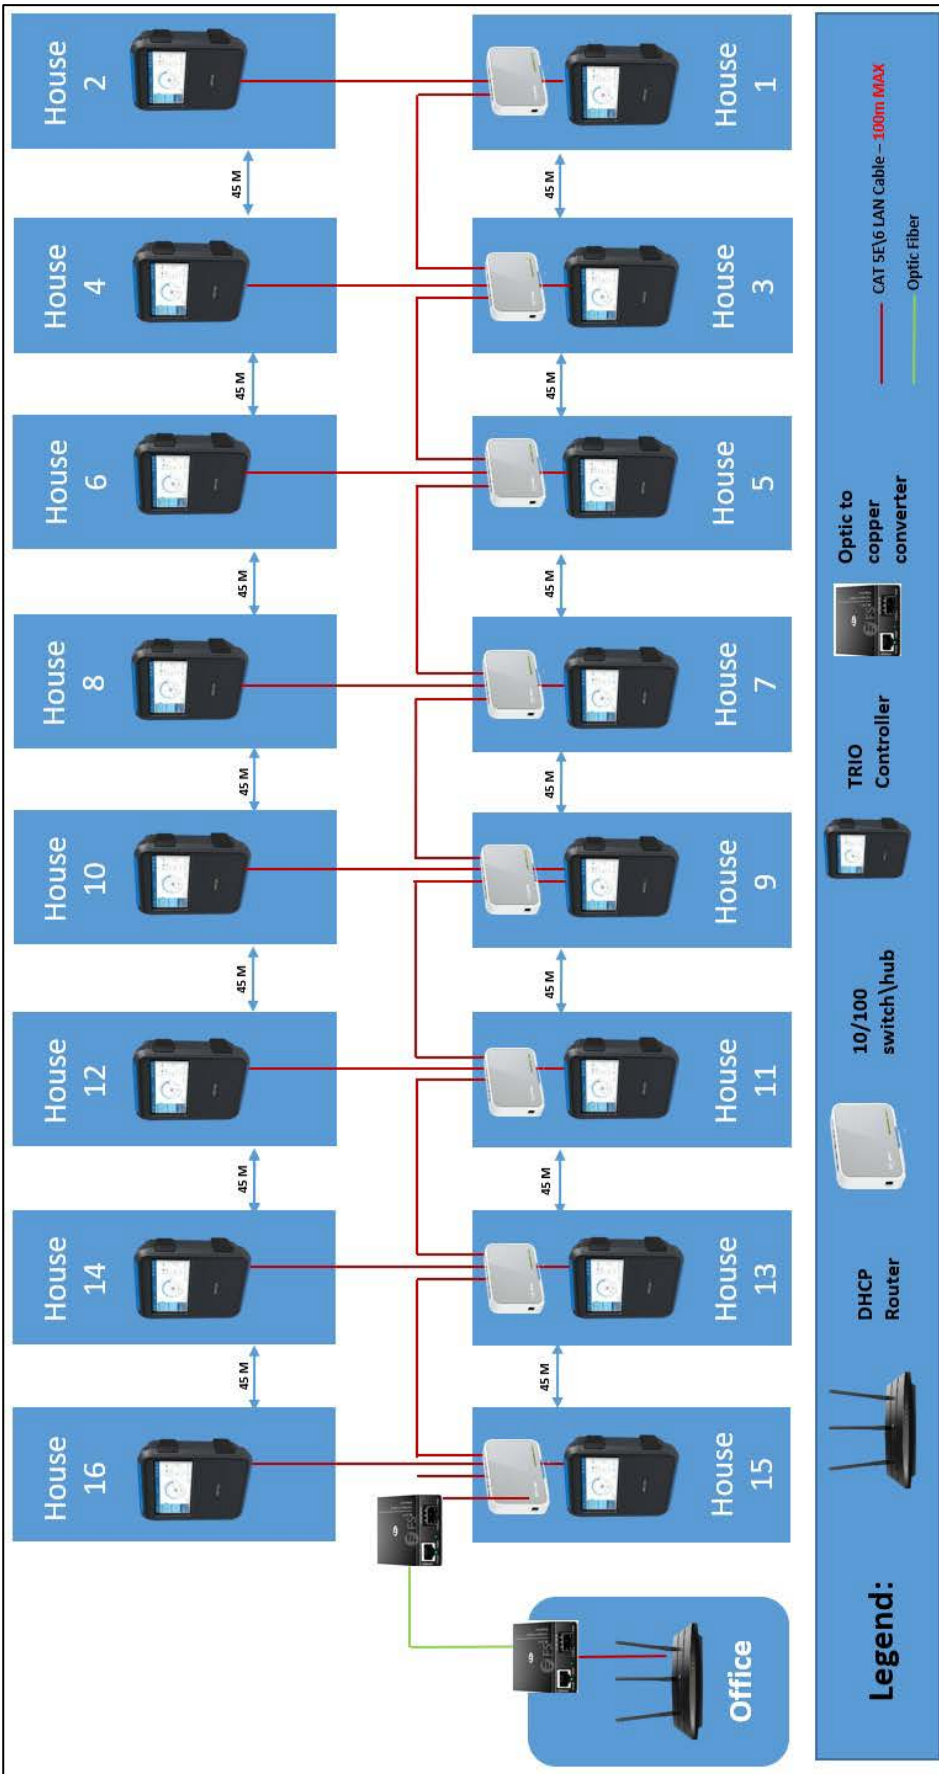 House
2
House
4
House
6
House
8
House
10
House
12
House
14
House
16
45 M
45 M
45 M
45 M
45 M
45 M
45 M
House
1
House
3
House
5
House
7
House
9
House
11
House
13
House
15
45 M
45 M
45 M
45 M
45 M
45 M
45 M
FS
FS
Office
Legend:
DHCP
Router
10/100
switch\hub
TRIO
Controller
FS
Optic to
copper
converter
CAT 5E\6 LAN Cable – 100m MAX
Optic Fiber